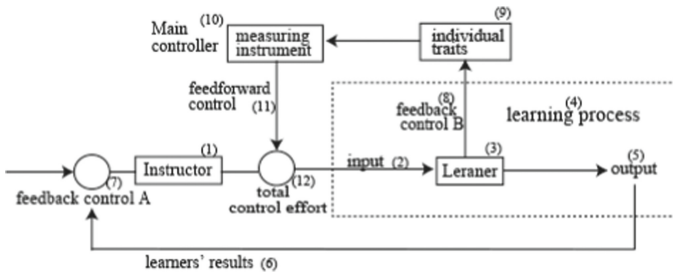 (9)
Main (10)
controller
measuring
instrument
individual
traits
feedforward
control (11)
(8)
feedback
control B
(4)
learning process
(1)
Instructor
(12)
total
control effort
input (2)
(3)
Leraner
(5)
output
(7)
feedback control A
learners' results (6)